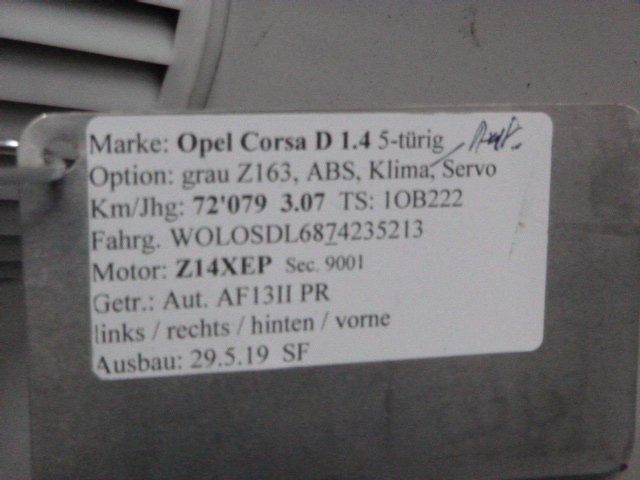 Marke: Opel Corsa D 1.4 5-türig
Option: grau Z163, ABS, Klima, Servo
Km/Jhg: 72'079 3.07 TS: 1OB222
Fahrg. WOLOSDL6874235213
Motor: Z14XEP Sec. 9001
Getr.: Aut. AF13II PR
links / rechts / hinten / vorne
Ausbau: 29.5.19 SF